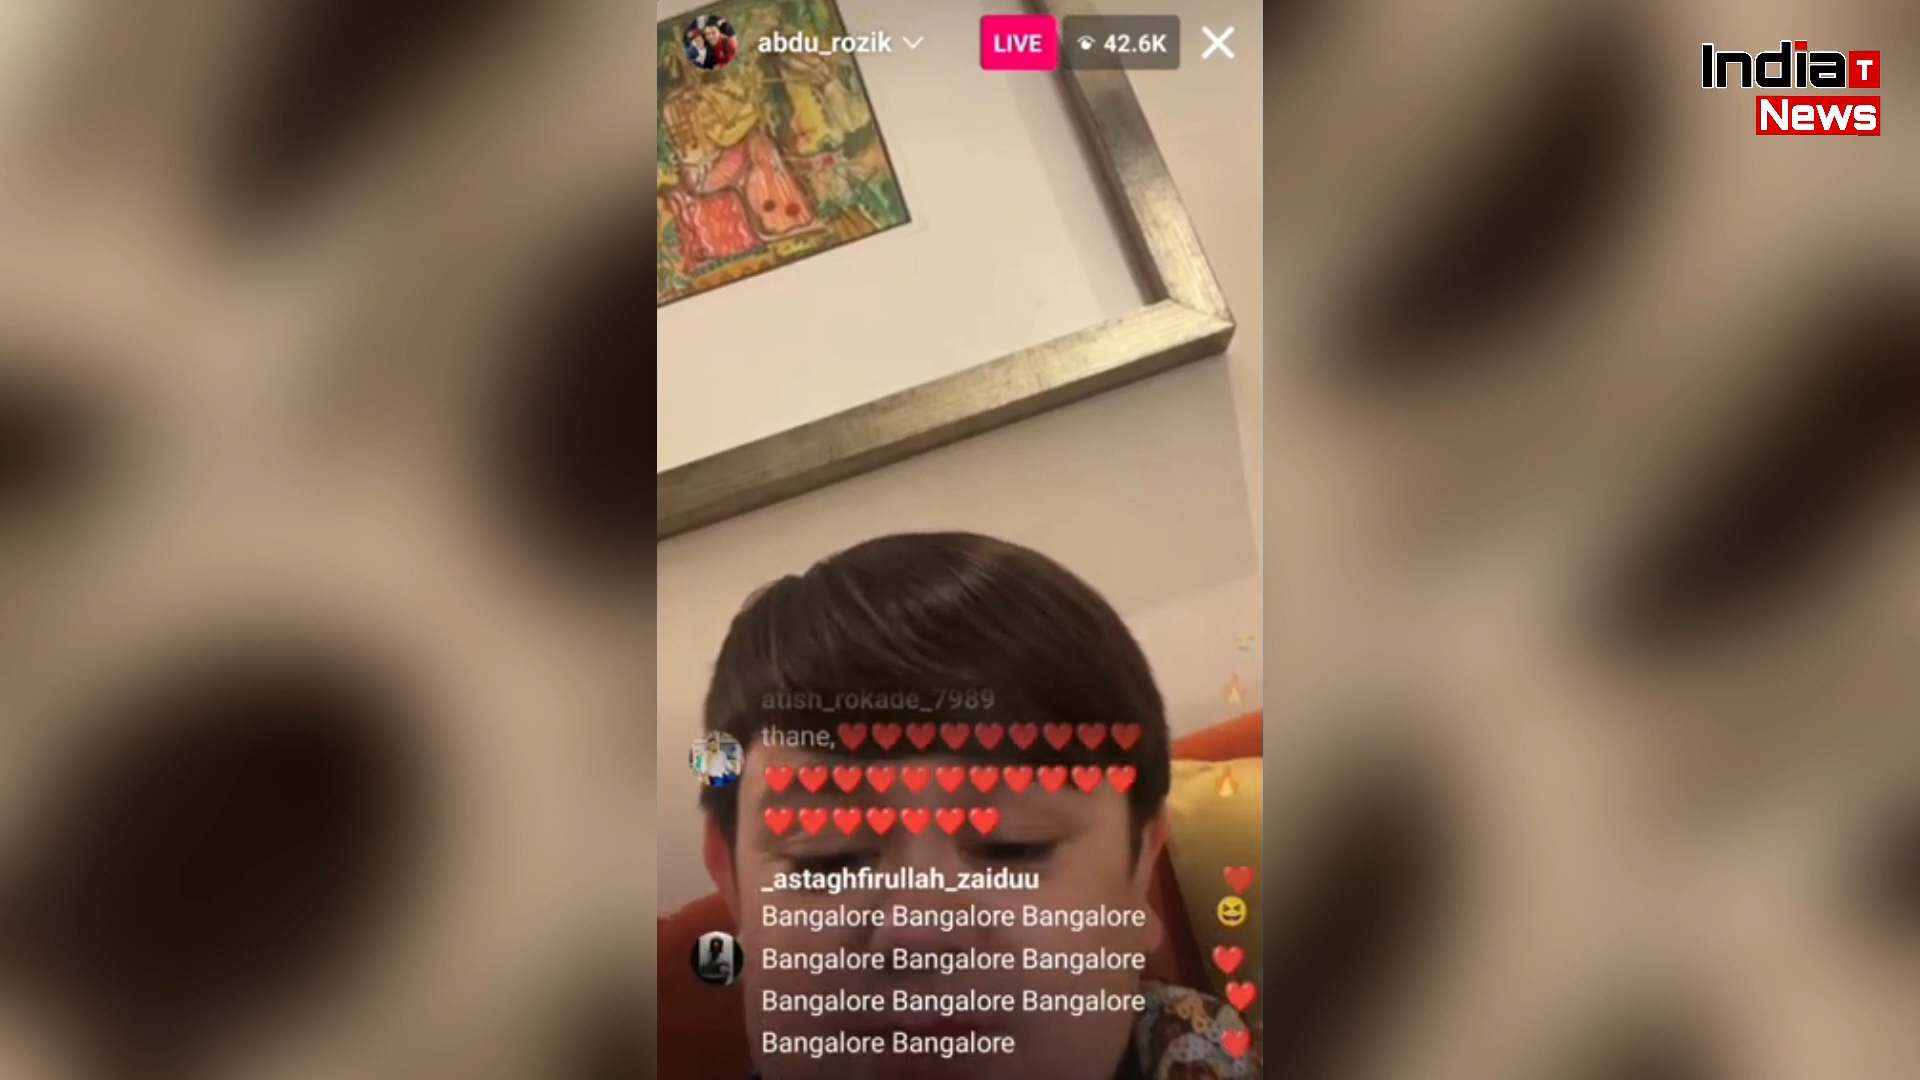 abdu_rozik
LIVE
42.6K
India T
News
atish_rokade_7989
thane,❤️❤️❤️❤️❤️❤️❤️❤️❤️
❤️❤️❤️❤️❤️❤️❤️❤️❤️❤️❤️
❤️❤️❤️❤️❤️❤️❤️
_astaghfirullah_zaiduu
Bangalore Bangalore Bangalore
Bangalore Bangalore Bangalore
Bangalore Bangalore Bangalore
Bangalore Bangalore